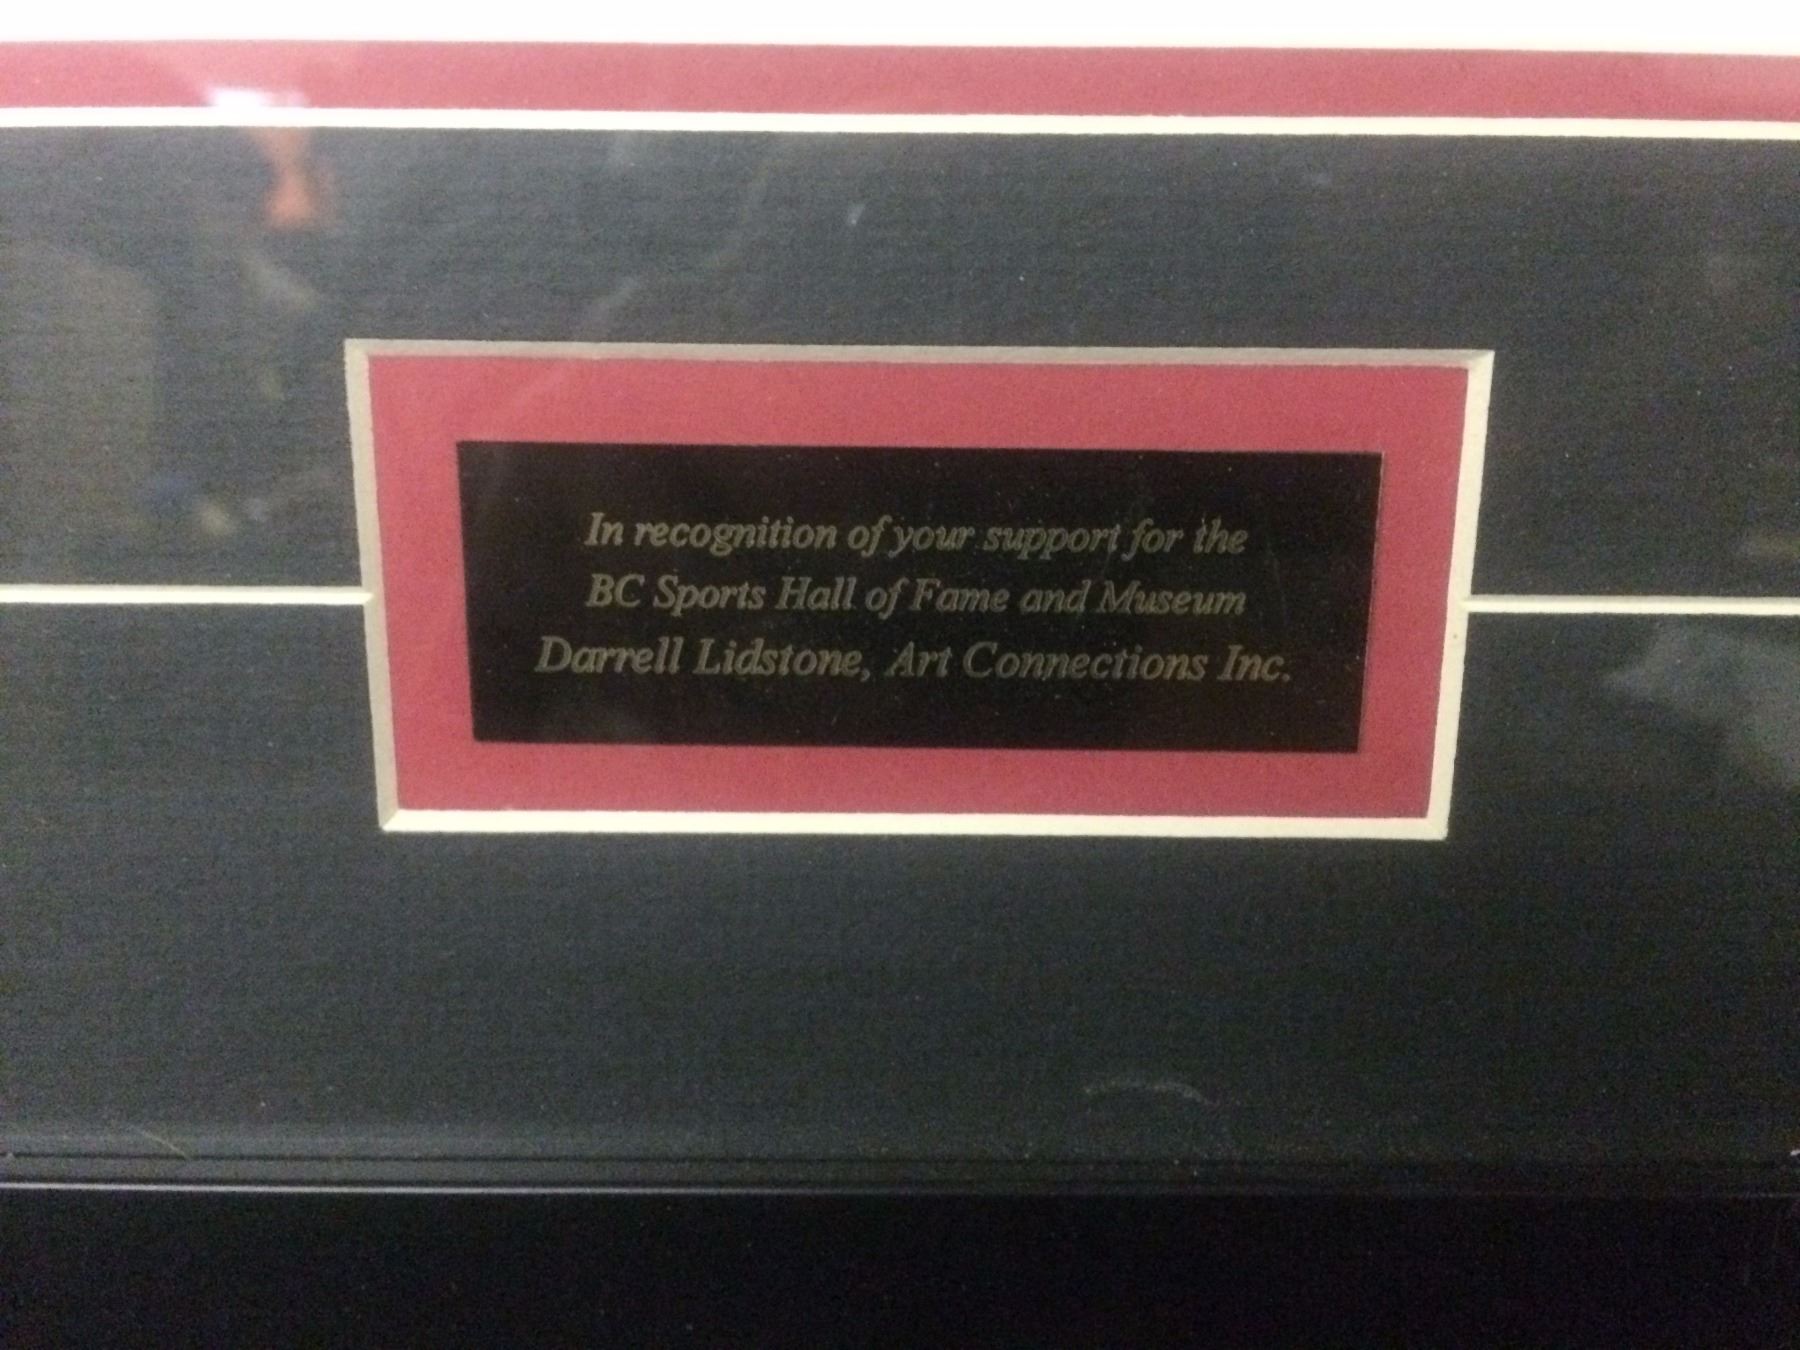 In recognition of your support for the
BC Sports Hall of Fame and Museum
Darrell Lidstone, Art Connections Inc.